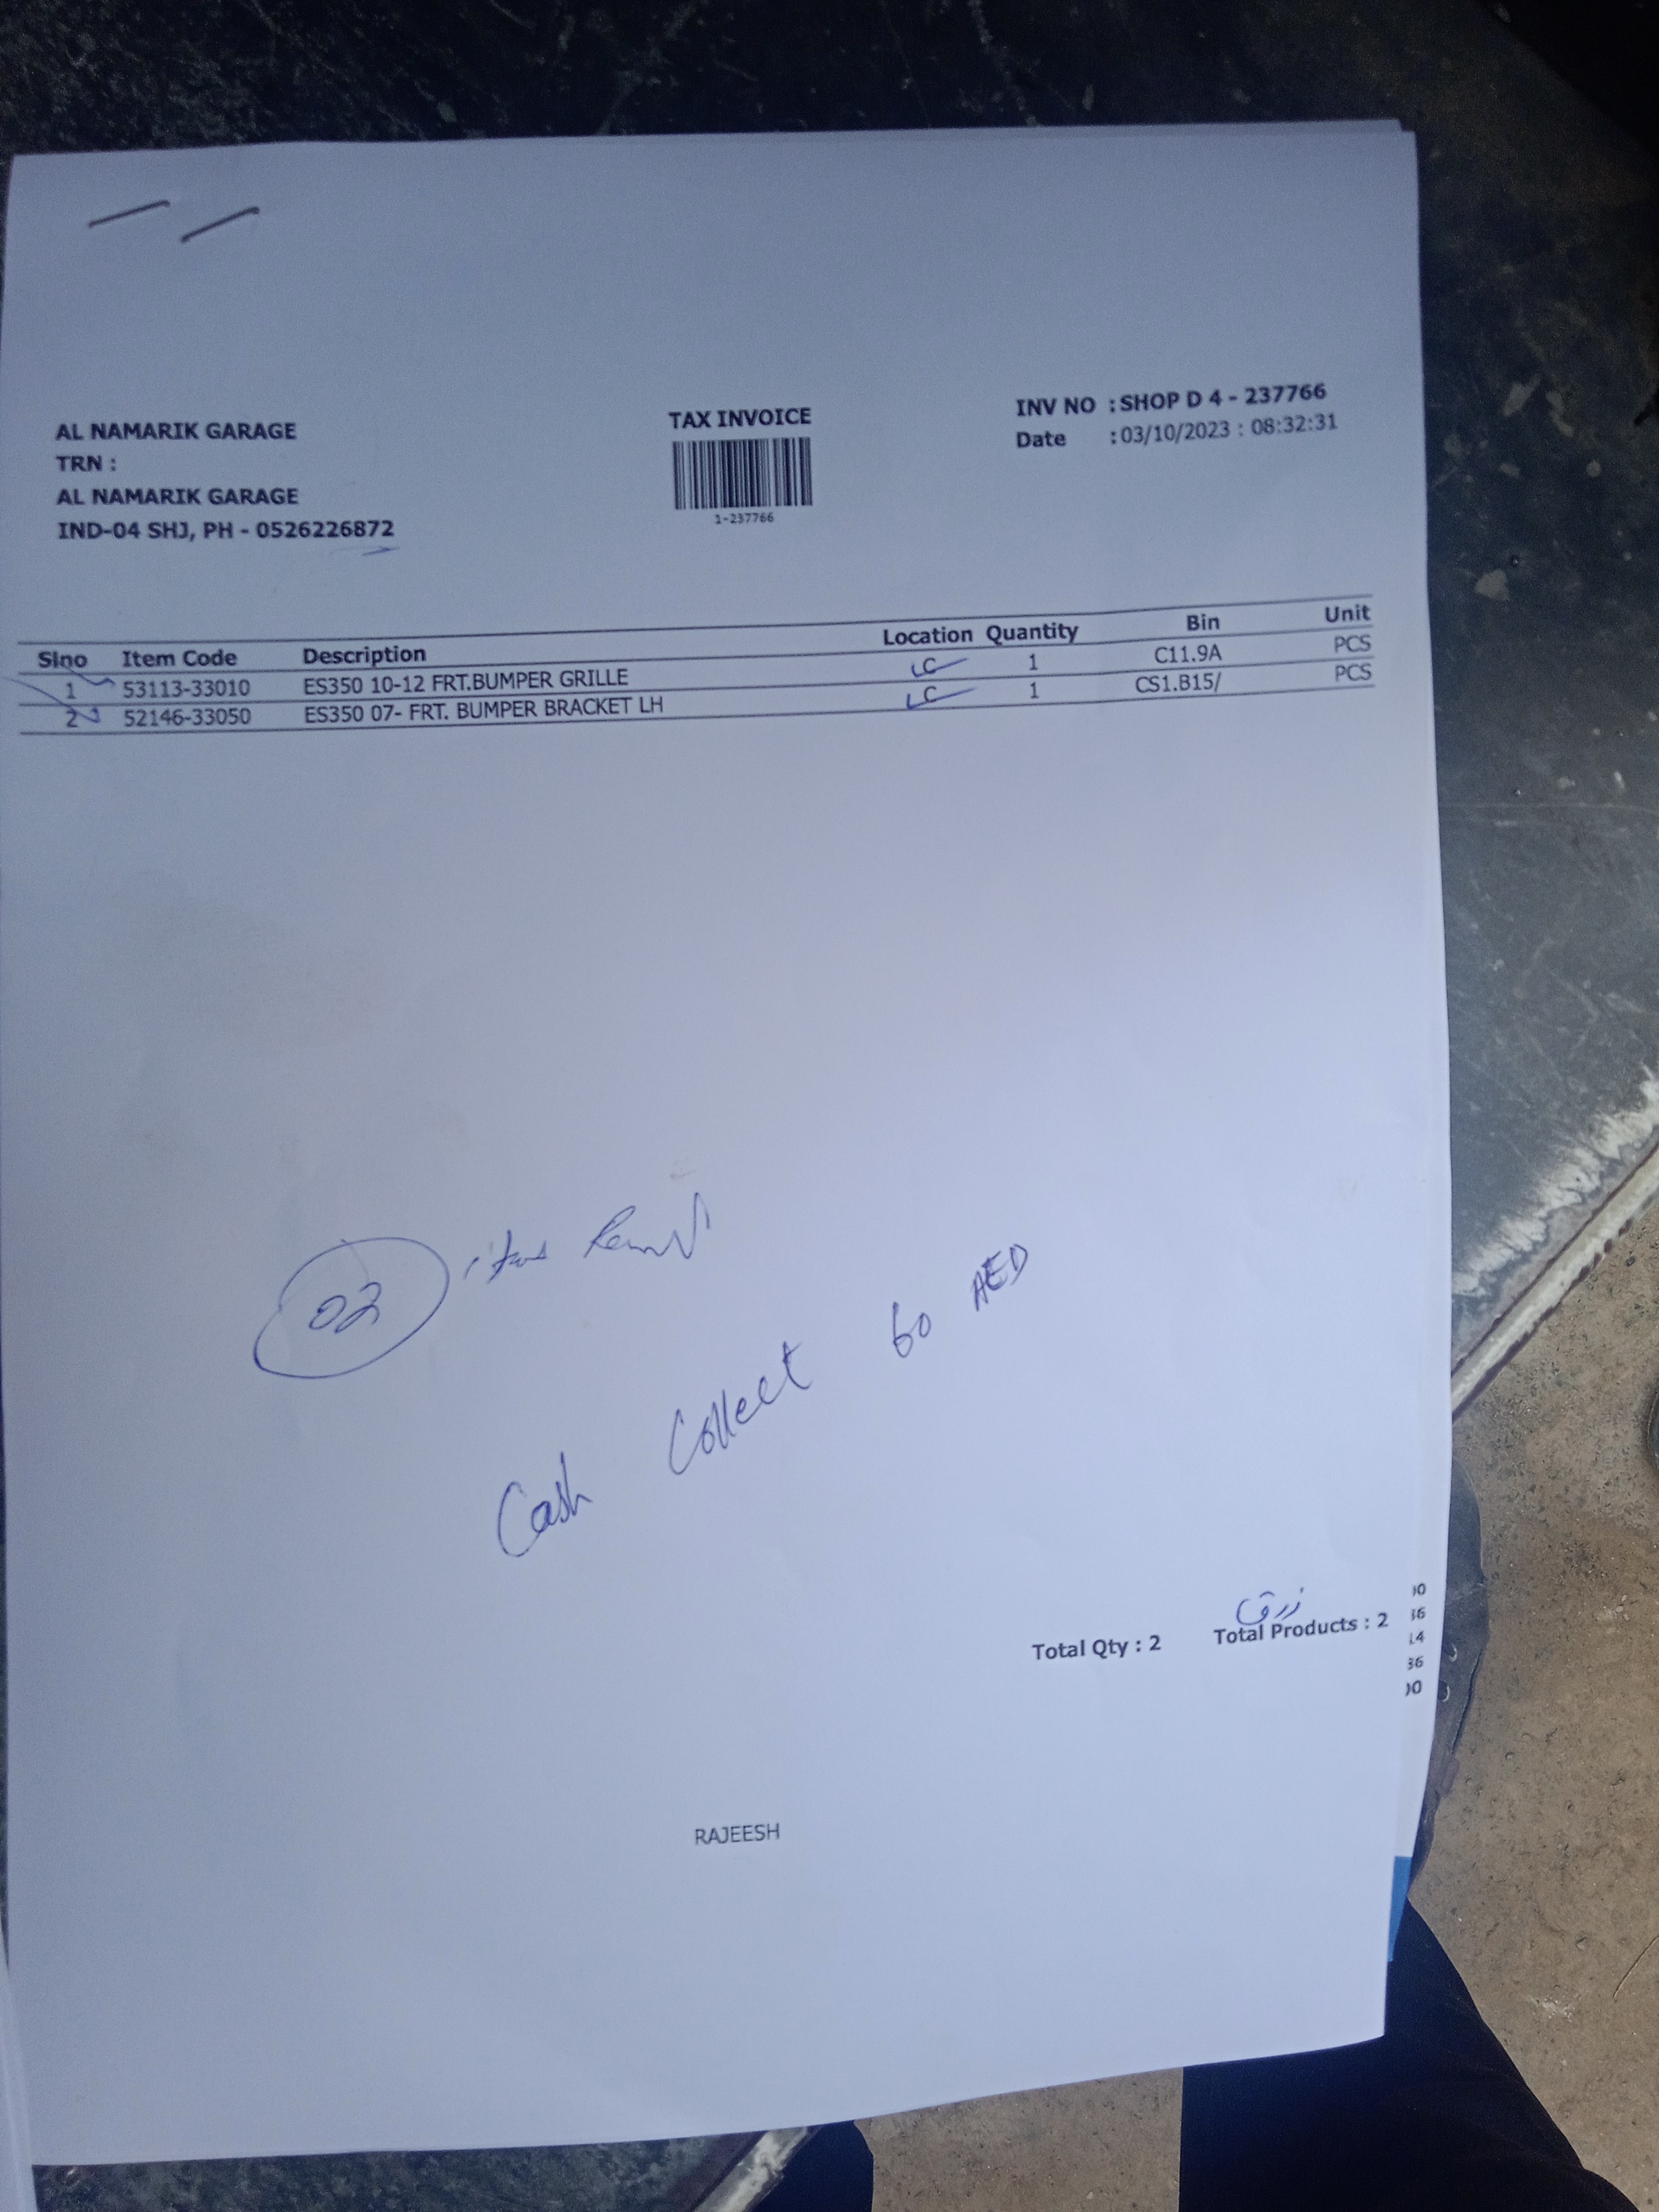 AL NAMARIK GARAGE
TRN :
AL NAMARIK GARAGE
IND-04 SHJ, PH - 0526226872
TAX INVOICE
1-237766
INV NO : SHOP D 4 - 237766
Date : 03/10/2023 : 08:32:31
Slno Item Code Description Location Quantity Bin Unit
1 53113-33010 ES350 10-12 FRT.BUMPER GRILLE LC 1 C11.9A PCS
2 52146-33050 ES350 07- FRT. BUMPER BRACKET LH LC 1 CS1.B15/ PCS
02
Cash Collect 60 AED
Total Qty : 2 Total Products : 2
RAJEESH